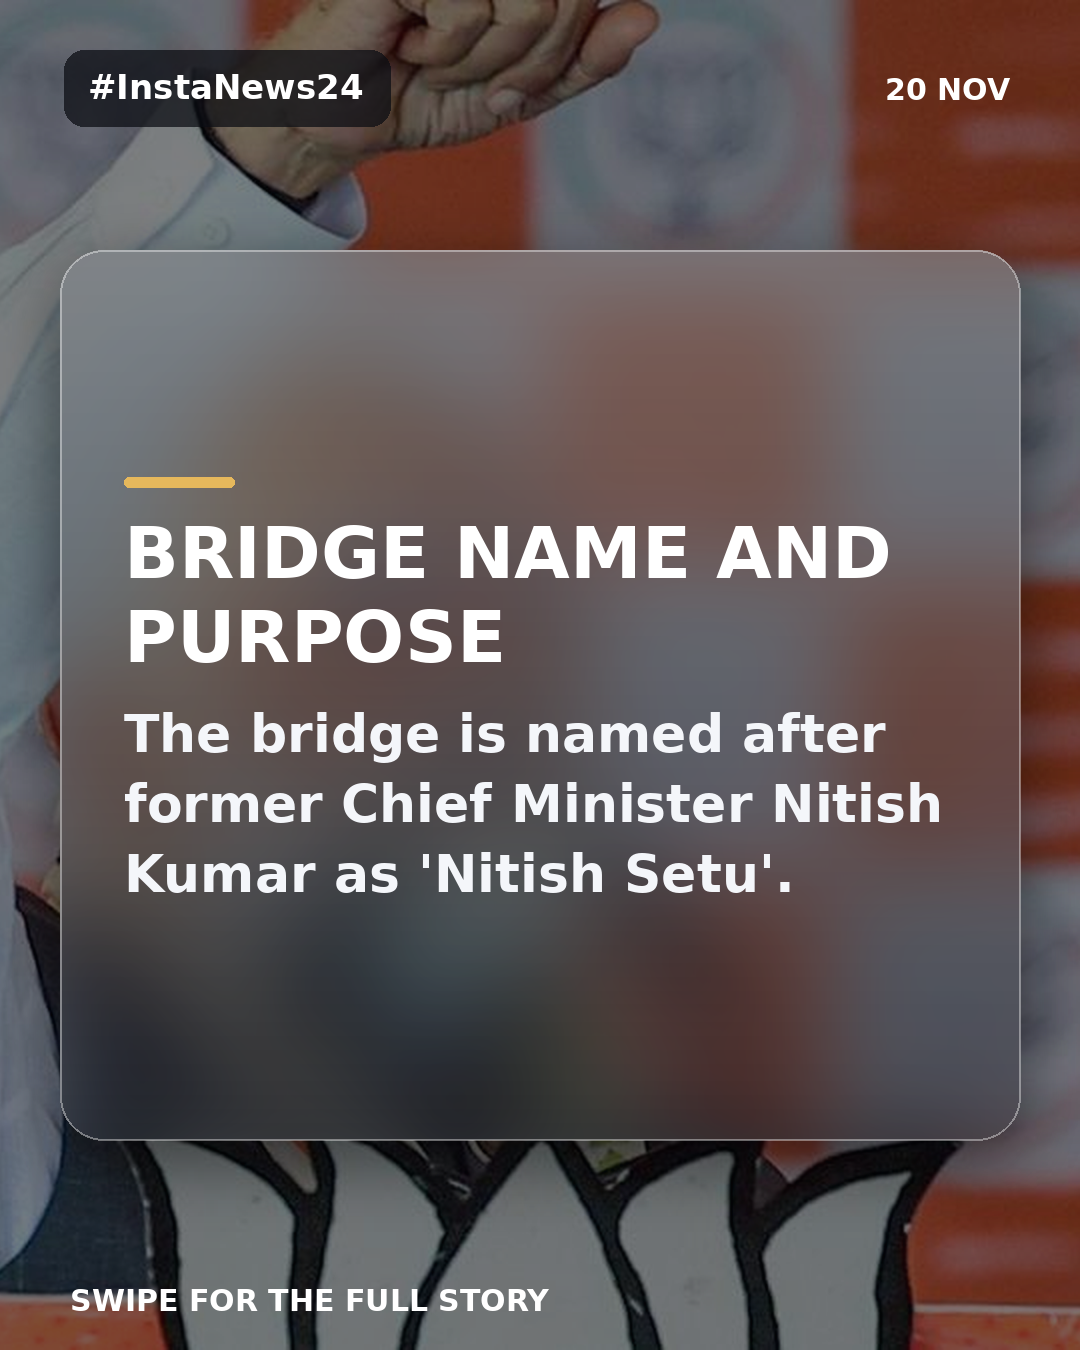 #InstaNews24
20 NOV
BRIDGE NAME AND
PURPOSE
The bridge is named after
former Chief Minister Nitish
Kumar as 'Nitish Setu'.
SWIPE FOR THE FULL STORY